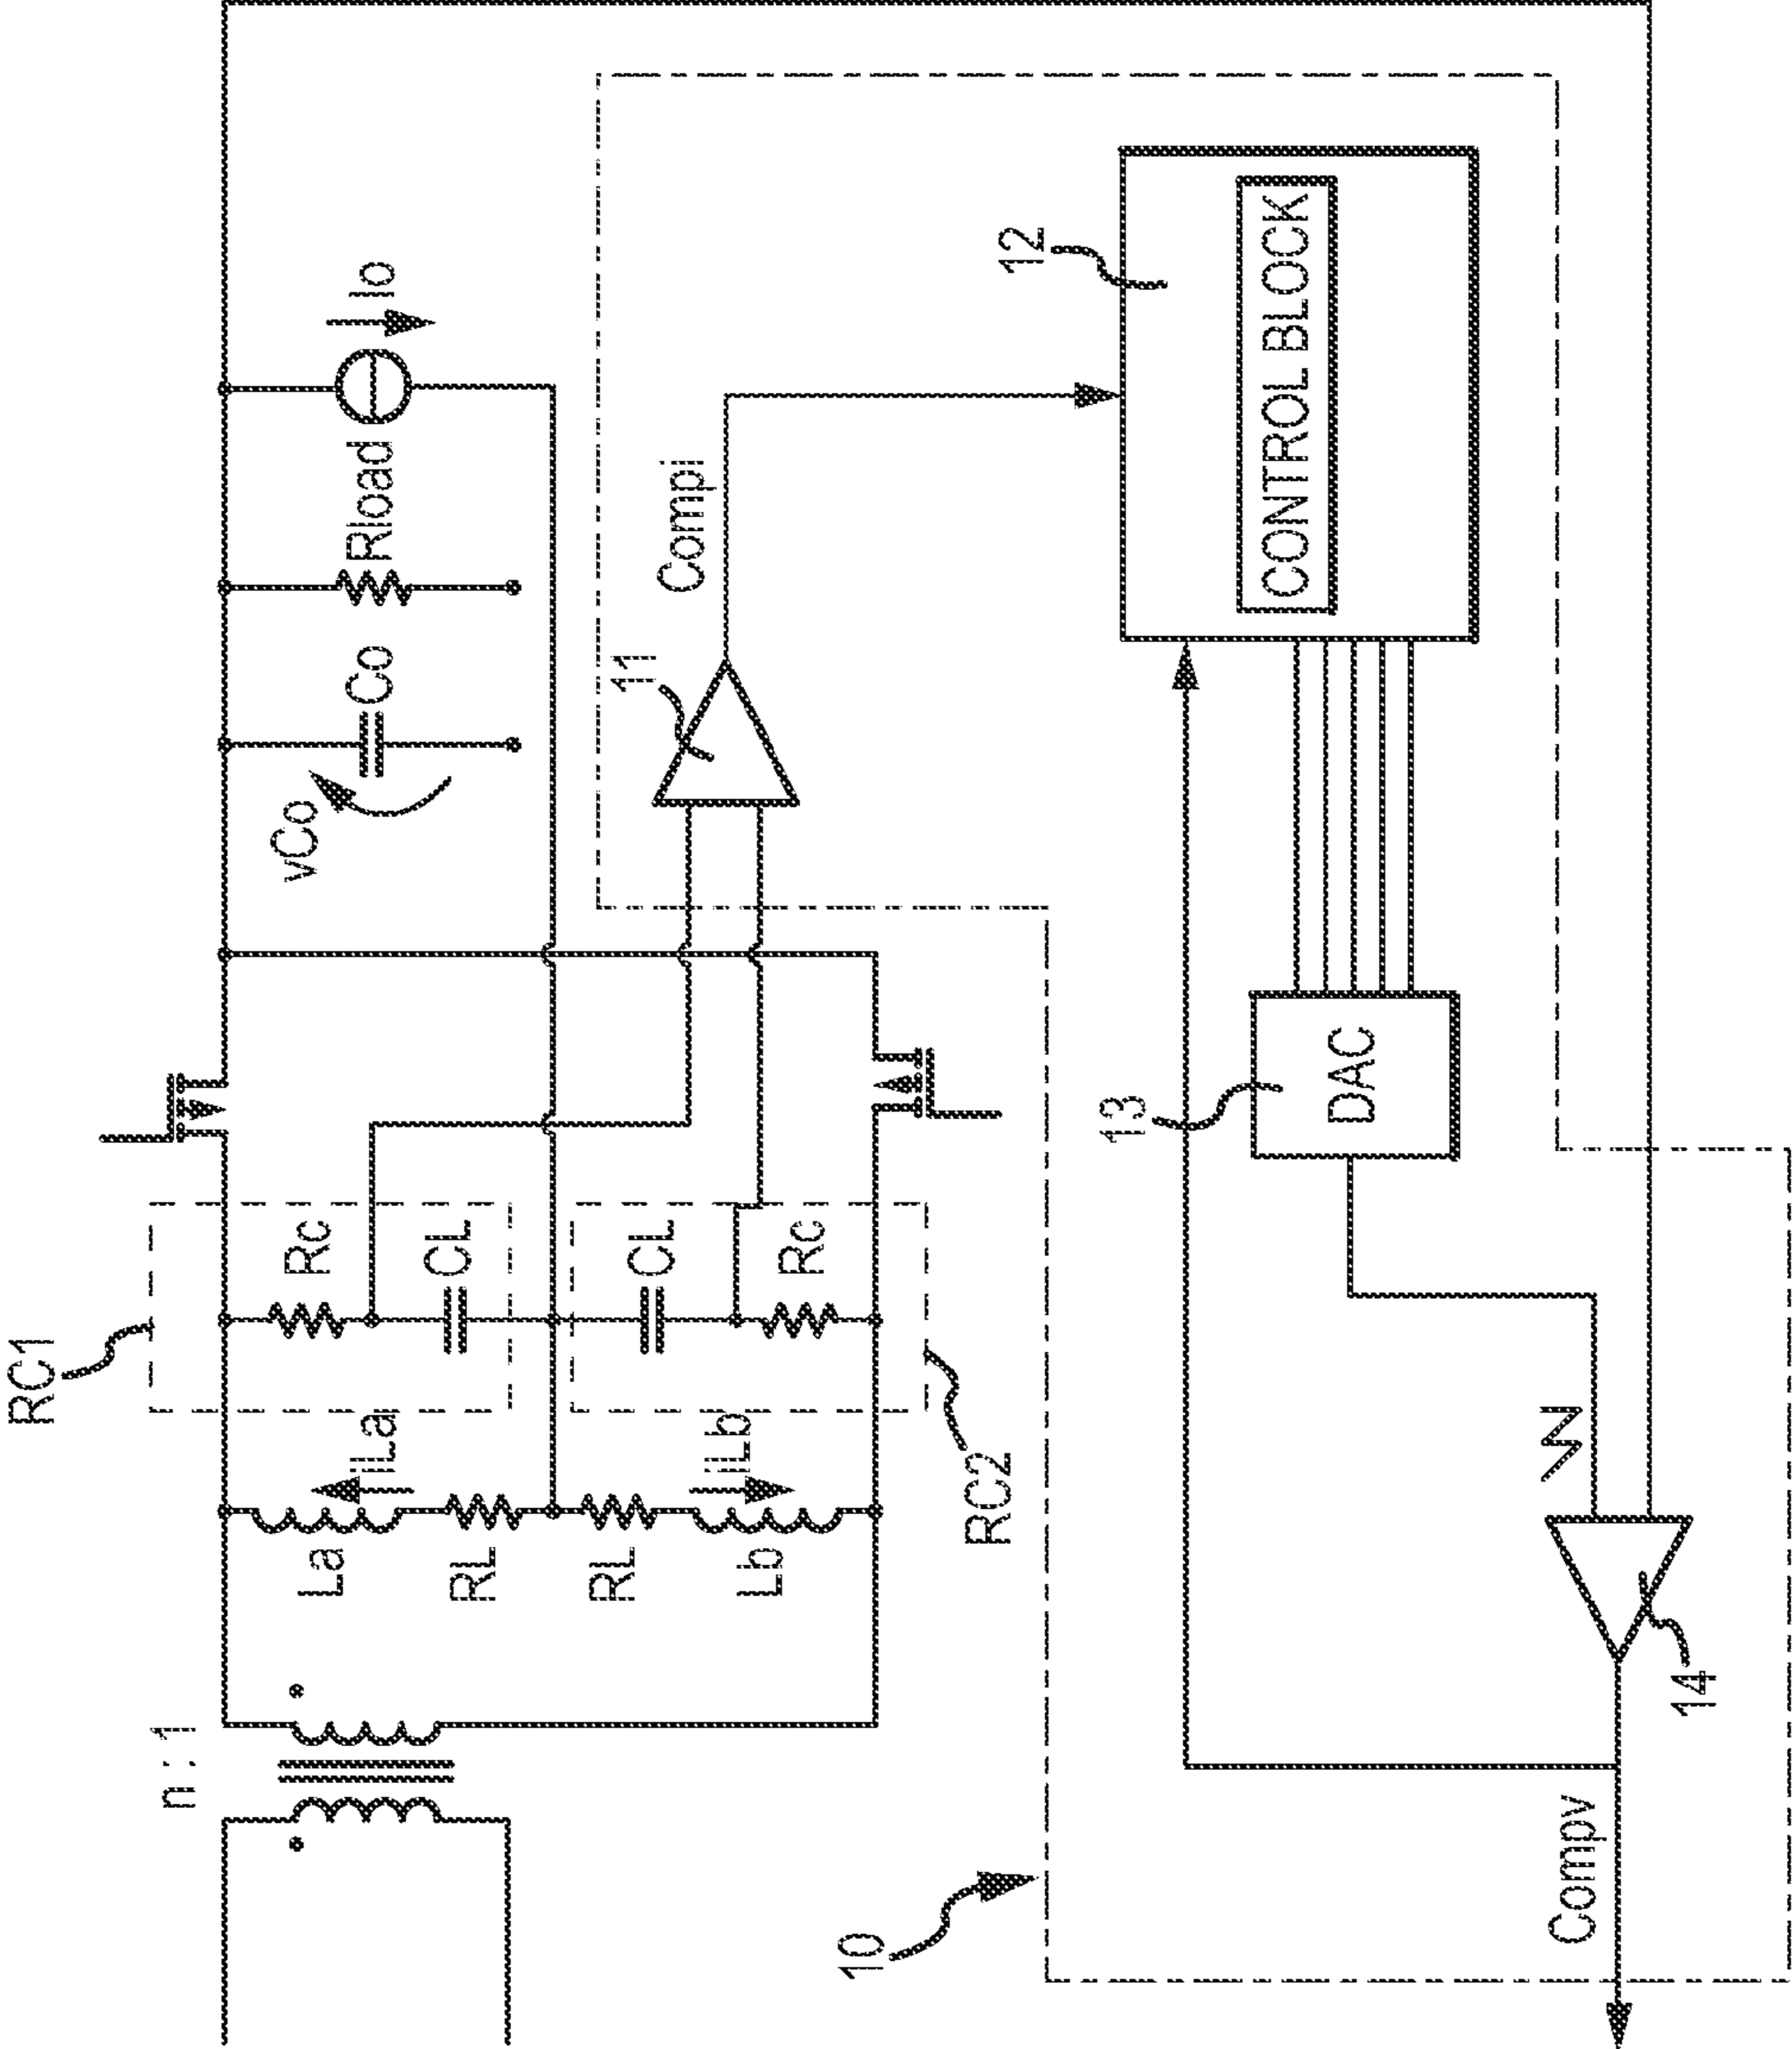 n:1
La
RL
RL
Lb
iLa
iLb
RC1
RC2
Rc
CL
CL
Rc
vCo
Co
Rload
Io
11
Compi
12
CONTROL BLOCK
13
DAC
14
Compv
10